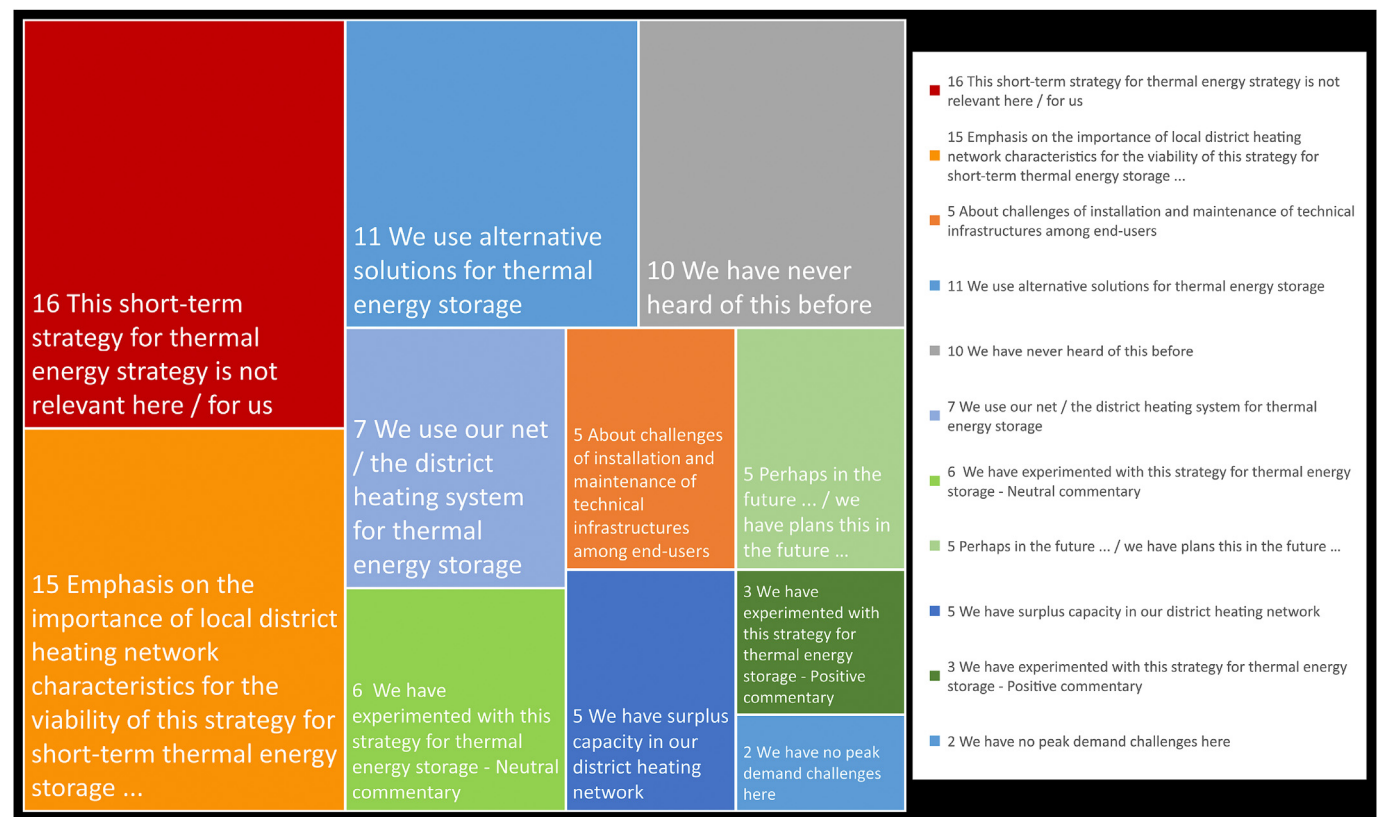 16 This short-term
strategy for thermal
energy strategy is not
relevant here / for us
15 Emphasis on the
importance of local district
heating network
characteristics for the
viability of this strategy for
short-term thermal energy
storage ...
11 We use alternative
solutions for thermal
energy storage
10 We have never
heard of this before
7 We use our net
/ the district
heating system
for thermal
energy storage
6  We have
experimented with this
strategy for thermal
energy storage - Neutral
commentary
5 About challenges
of installation and
maintenance of
technical
infrastructures
among end-users
5 We have surplus
capacity in our
district heating
network
5 Perhaps in the
future ... / we
have plans this in
the future ...
3 We have
experimented with
this strategy for
thermal energy
storage - Positive
commentary
2 We have no peak
demand challenges
here
16 This short-term strategy for thermal energy strategy is not
relevant here / for us
15 Emphasis on the importance of local district heating
network characteristics for the viability of this strategy for
short-term thermal energy storage ...
5 About challenges of installation and maintenance of technical
infrastructures among end-users
11 We use alternative solutions for thermal energy storage
10 We have never heard of this before
7 We use our net / the district heating system for thermal
energy storage
6  We have experimented with this strategy for thermal energy
storage - Neutral commentary
5 Perhaps in the future ... / we have plans this in the future ...
5 We have surplus capacity in our district heating network
3 We have experimented with this strategy for thermal energy
storage - Positive commentary
2 We have no peak demand challenges here